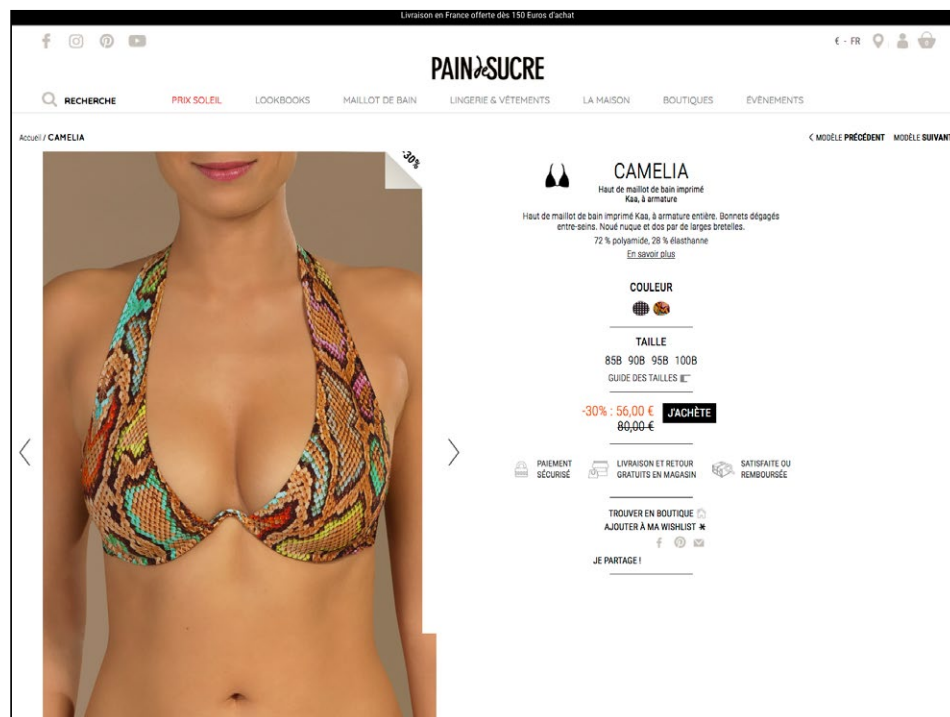 Livraison en France offerte dès 150 Euros d'achat
€ - FR
PAIN de SUCRE
RECHERCHE PRIX SOLEIL LOOKBOOKS MAILLOT DE BAIN LINGERIE & VÊTEMENTS LA MAISON BOUTIQUES ÉVÈNEMENTS
Accueil / CAMELIA
< MODÈLE PRÉCÉDENT MODÈLE SUIVANT
-30%
CAMELIA
Haut de maillot de bain imprimé
Kaa, à armature
Haut de maillot de bain imprimé Kaa, à armature entière. Bonnets dégagés
entre-seins. Noué nuque et dos par de larges bretelles.
72 % polyamide, 28 % élasthanne
En savoir plus
COULEUR
TAILLE
85B 90B 95B 100B
GUIDE DES TAILLES
-30% : 56,00 € J'ACHÈTE
80,00 €
PAIEMENT
SÉCURISÉ
LIVRAISON ET RETOUR
GRATUITS EN MAGASIN
SATISFAITE OU
REMBOURSÉE
TROUVER EN BOUTIQUE
AJOUTER À MA WISHLIST
JE PARTAGE !